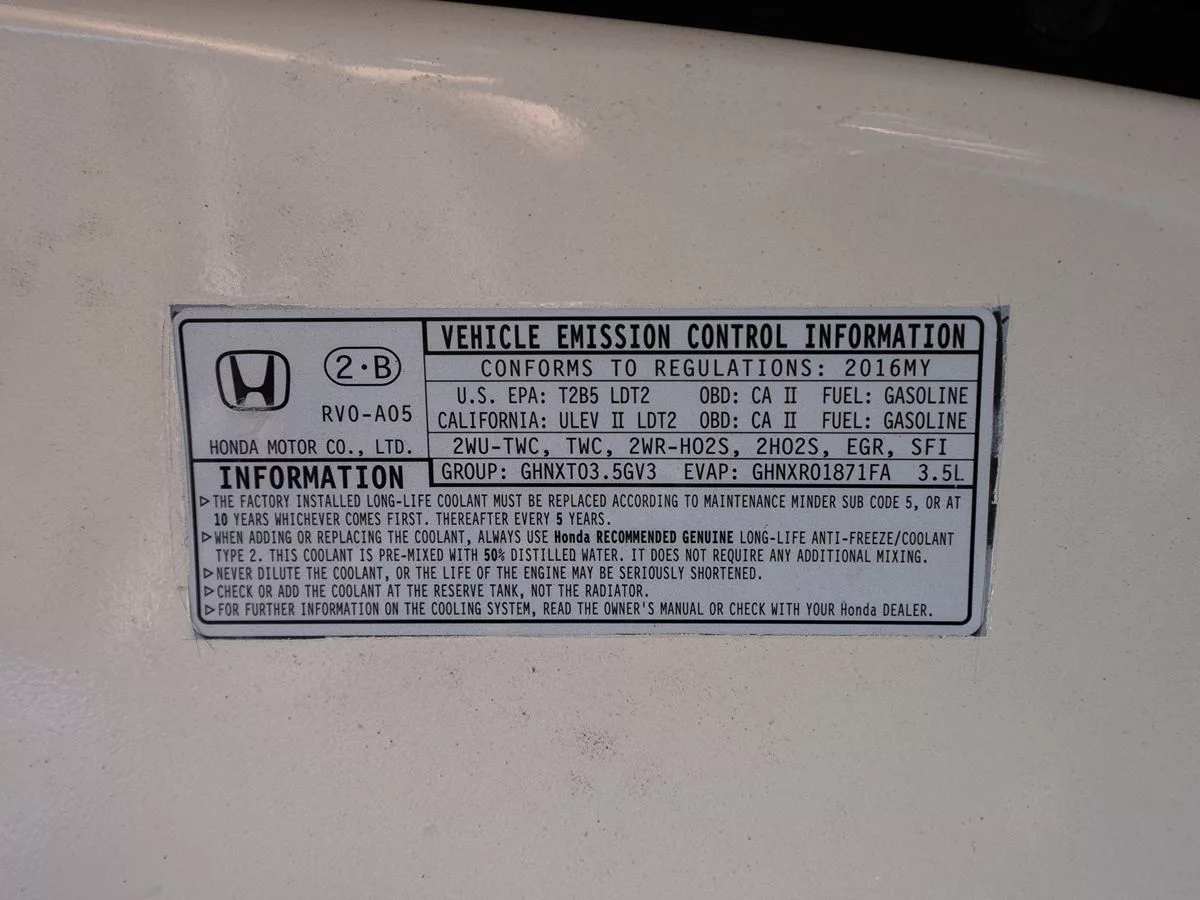 VEHICLE EMISSION CONTROL INFORMATION
2·B
CONFORMS TO REGULATIONS: 2016MY
U.S. EPA: T2B5 LDT2 OBD: CA II FUEL: GASOLINE
RV0-A05
CALIFORNIA: ULEV II LDT2 OBD: CA II FUEL: GASOLINE
HONDA MOTOR CO., LTD.
2WU-TWC, TWC, 2WR-HO2S, 2HO2S, EGR, SFI
GROUP: GHNXT03.5GV3 EVAP: GHNXR01871FA 3.5L
INFORMATION
▷THE FACTORY INSTALLED LONG-LIFE COOLANT MUST BE REPLACED ACCORDING TO MAINTENANCE MINDER SUB CODE 5, OR AT
10 YEARS WHICHEVER COMES FIRST. THEREAFTER EVERY 5 YEARS.
▷WHEN ADDING OR REPLACING THE COOLANT, ALWAYS USE Honda RECOMMENDED GENUINE LONG-LIFE ANTI-FREEZE/COOLANT
TYPE 2. THIS COOLANT IS PRE-MIXED WITH 50% DISTILLED WATER. IT DOES NOT REQUIRE ANY ADDITIONAL MIXING.
▷NEVER DILUTE THE COOLANT, OR THE LIFE OF THE ENGINE MAY BE SERIOUSLY SHORTENED.
▷CHECK OR ADD THE COOLANT AT THE RESERVE TANK, NOT THE RADIATOR.
▷FOR FURTHER INFORMATION ON THE COOLING SYSTEM, READ THE OWNER'S MANUAL OR CHECK WITH YOUR Honda DEALER.